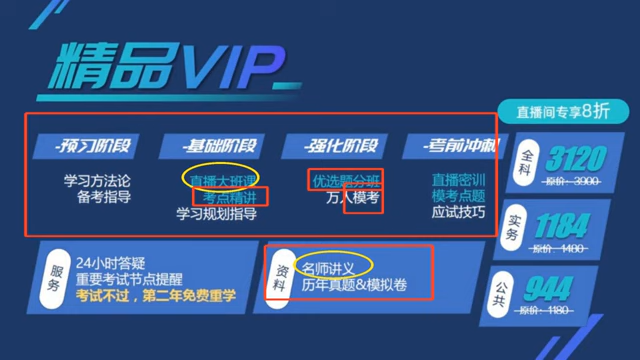 精品VIP_
直播间专享8折
-预习阶段
-基础阶段
-强化阶段
-考前冲刺
学习方法论
备考指导
直播大班课
考点精讲
学习规划指导
优选题分班
万人模考
直播密训
模考点题
应试技巧
全科
3120
原价:3900
实务
1184
原价:1480
公共
944
原价:1180
服务
24小时答疑
重要考试节点提醒
考试不过,第二年免费重学
资料
名师讲义
历年真题&模拟卷